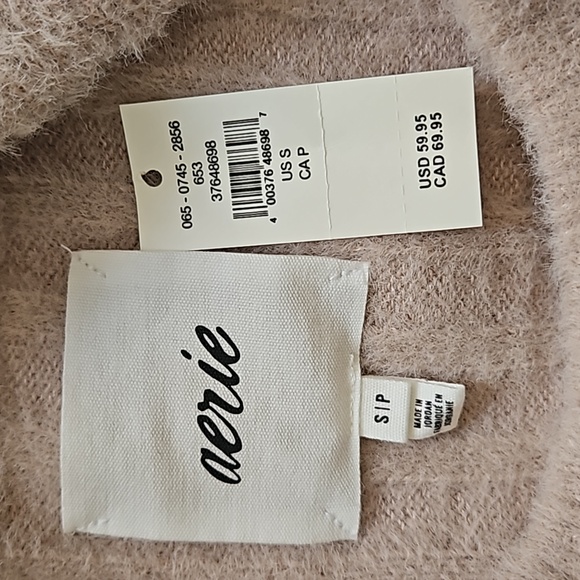 065 - 0745 - 2856
653
37648698
4 00376 48698 7
US S
CA P
USD 59.95
CAD 69.95
aerie
S|P
MADE IN
JORDAN
FABRIQUÉ EN
JORDANIE